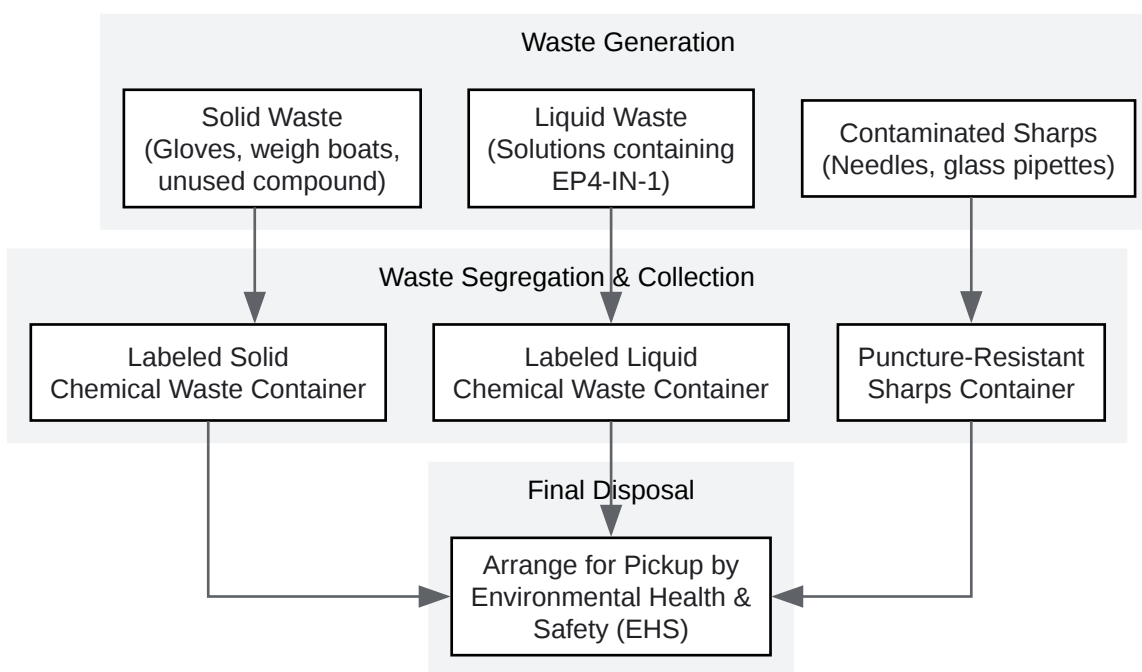 Waste Generation
Solid Waste
(Gloves, weigh boats,
unused compound)
Liquid Waste
(Solutions containing
EP4-IN-1)
Contaminated Sharps
(Needles, glass pipettes)
Waste Segregation & Collection
Labeled Solid
Chemical Waste Container
Labeled Liquid
Chemical Waste Container
Puncture-Resistant
Sharps Container
Final Disposal
Arrange for Pickup by
Environmental Health &
Safety (EHS)